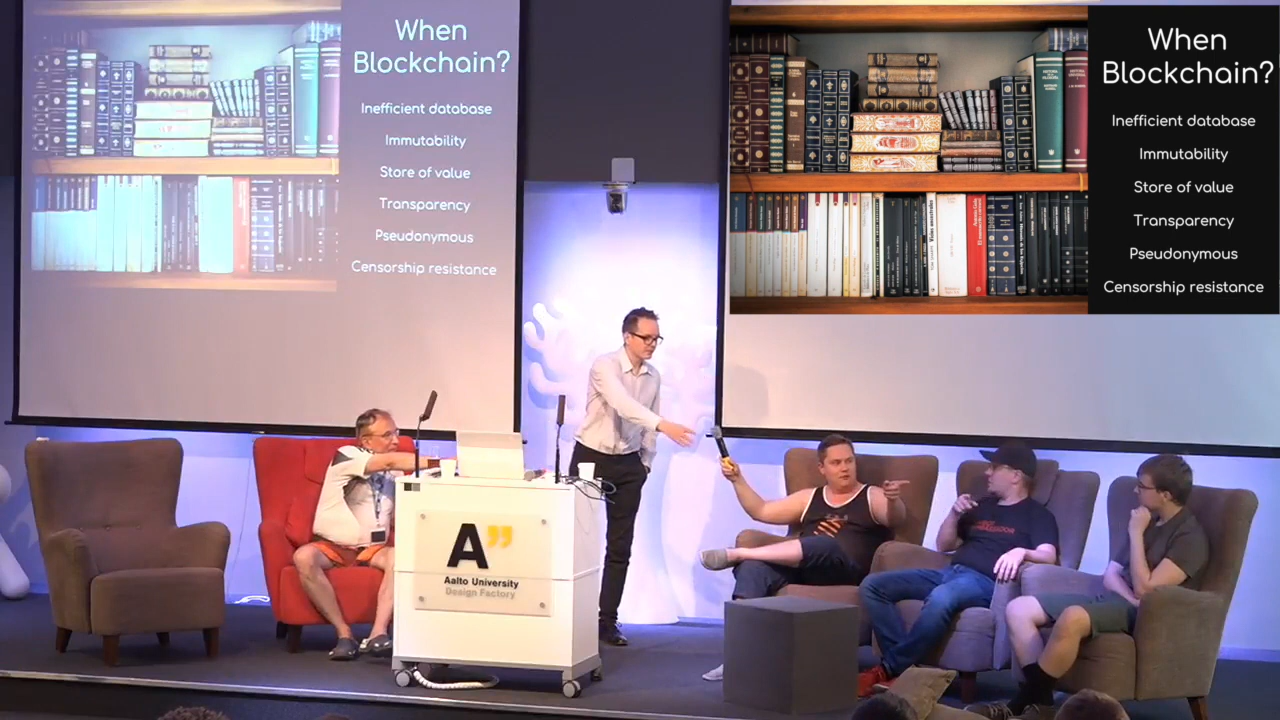 When
Blockchain?
Inefficient database
Immutability
Store of value
Transparency
Pseudonymous
Censorship resistance
When
Blockchain?
Inefficient database
Immutability
Store of value
Transparency
Pseudonymous
Censorship resistance
A”
Aalto University
Design Factory